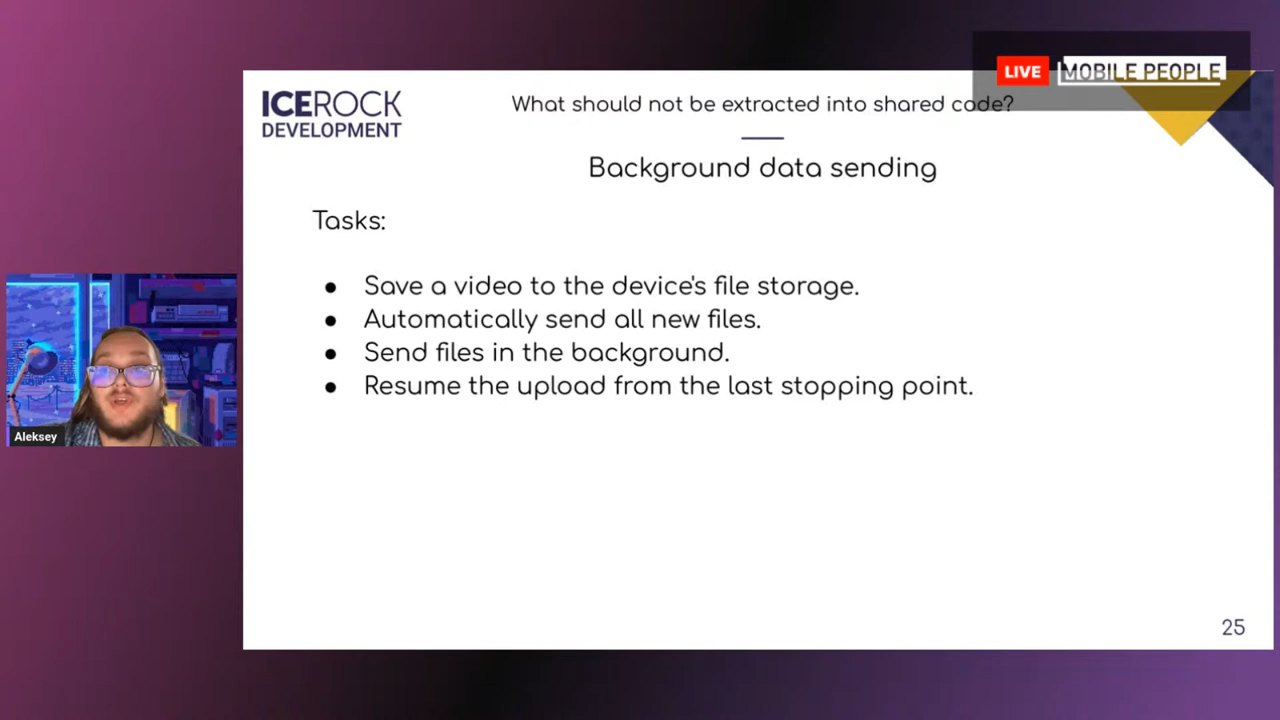 LIVE MOBILE PEOPLE
ICEROCK
DEVELOPMENT
What should not be extracted into shared code?
Background data sending
Tasks:
● Save a video to the device's file storage.
● Automatically send all new files.
● Send files in the background.
● Resume the upload from the last stopping point.
Aleksey
25